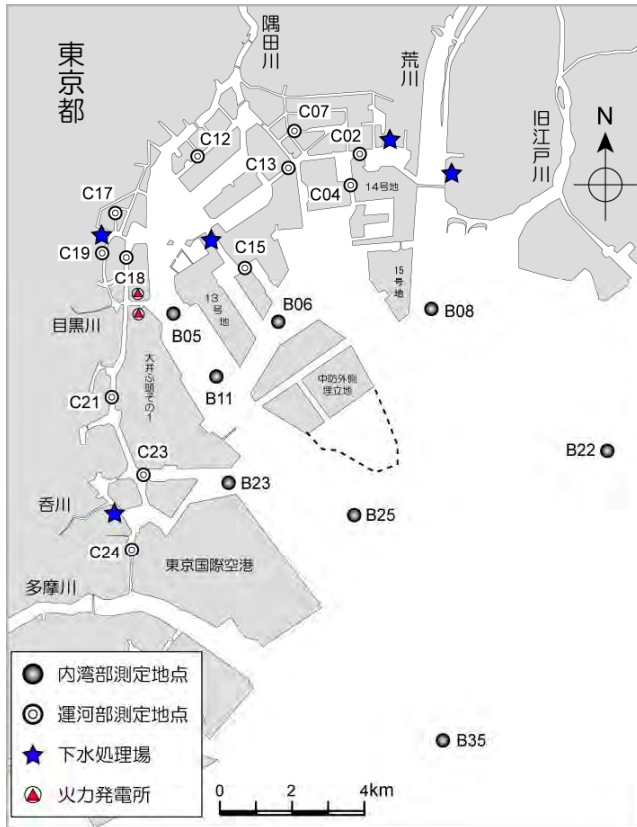 東京都
隅田川
荒川
旧江戸川
N
C07
C02
C12
C13
C04
14号地
C17
C19
C18
C15
目黒川
B05
13号地
B06
15号地
B08
大井ふ頭その1
B11
中防外側
埋立地
C21
C23
B23
B22
B25
呑川
C24
東京国際空港
多摩川
内湾部測定地点
運河部測定地点
下水処理場
火力発電所
B35
0 2 4km